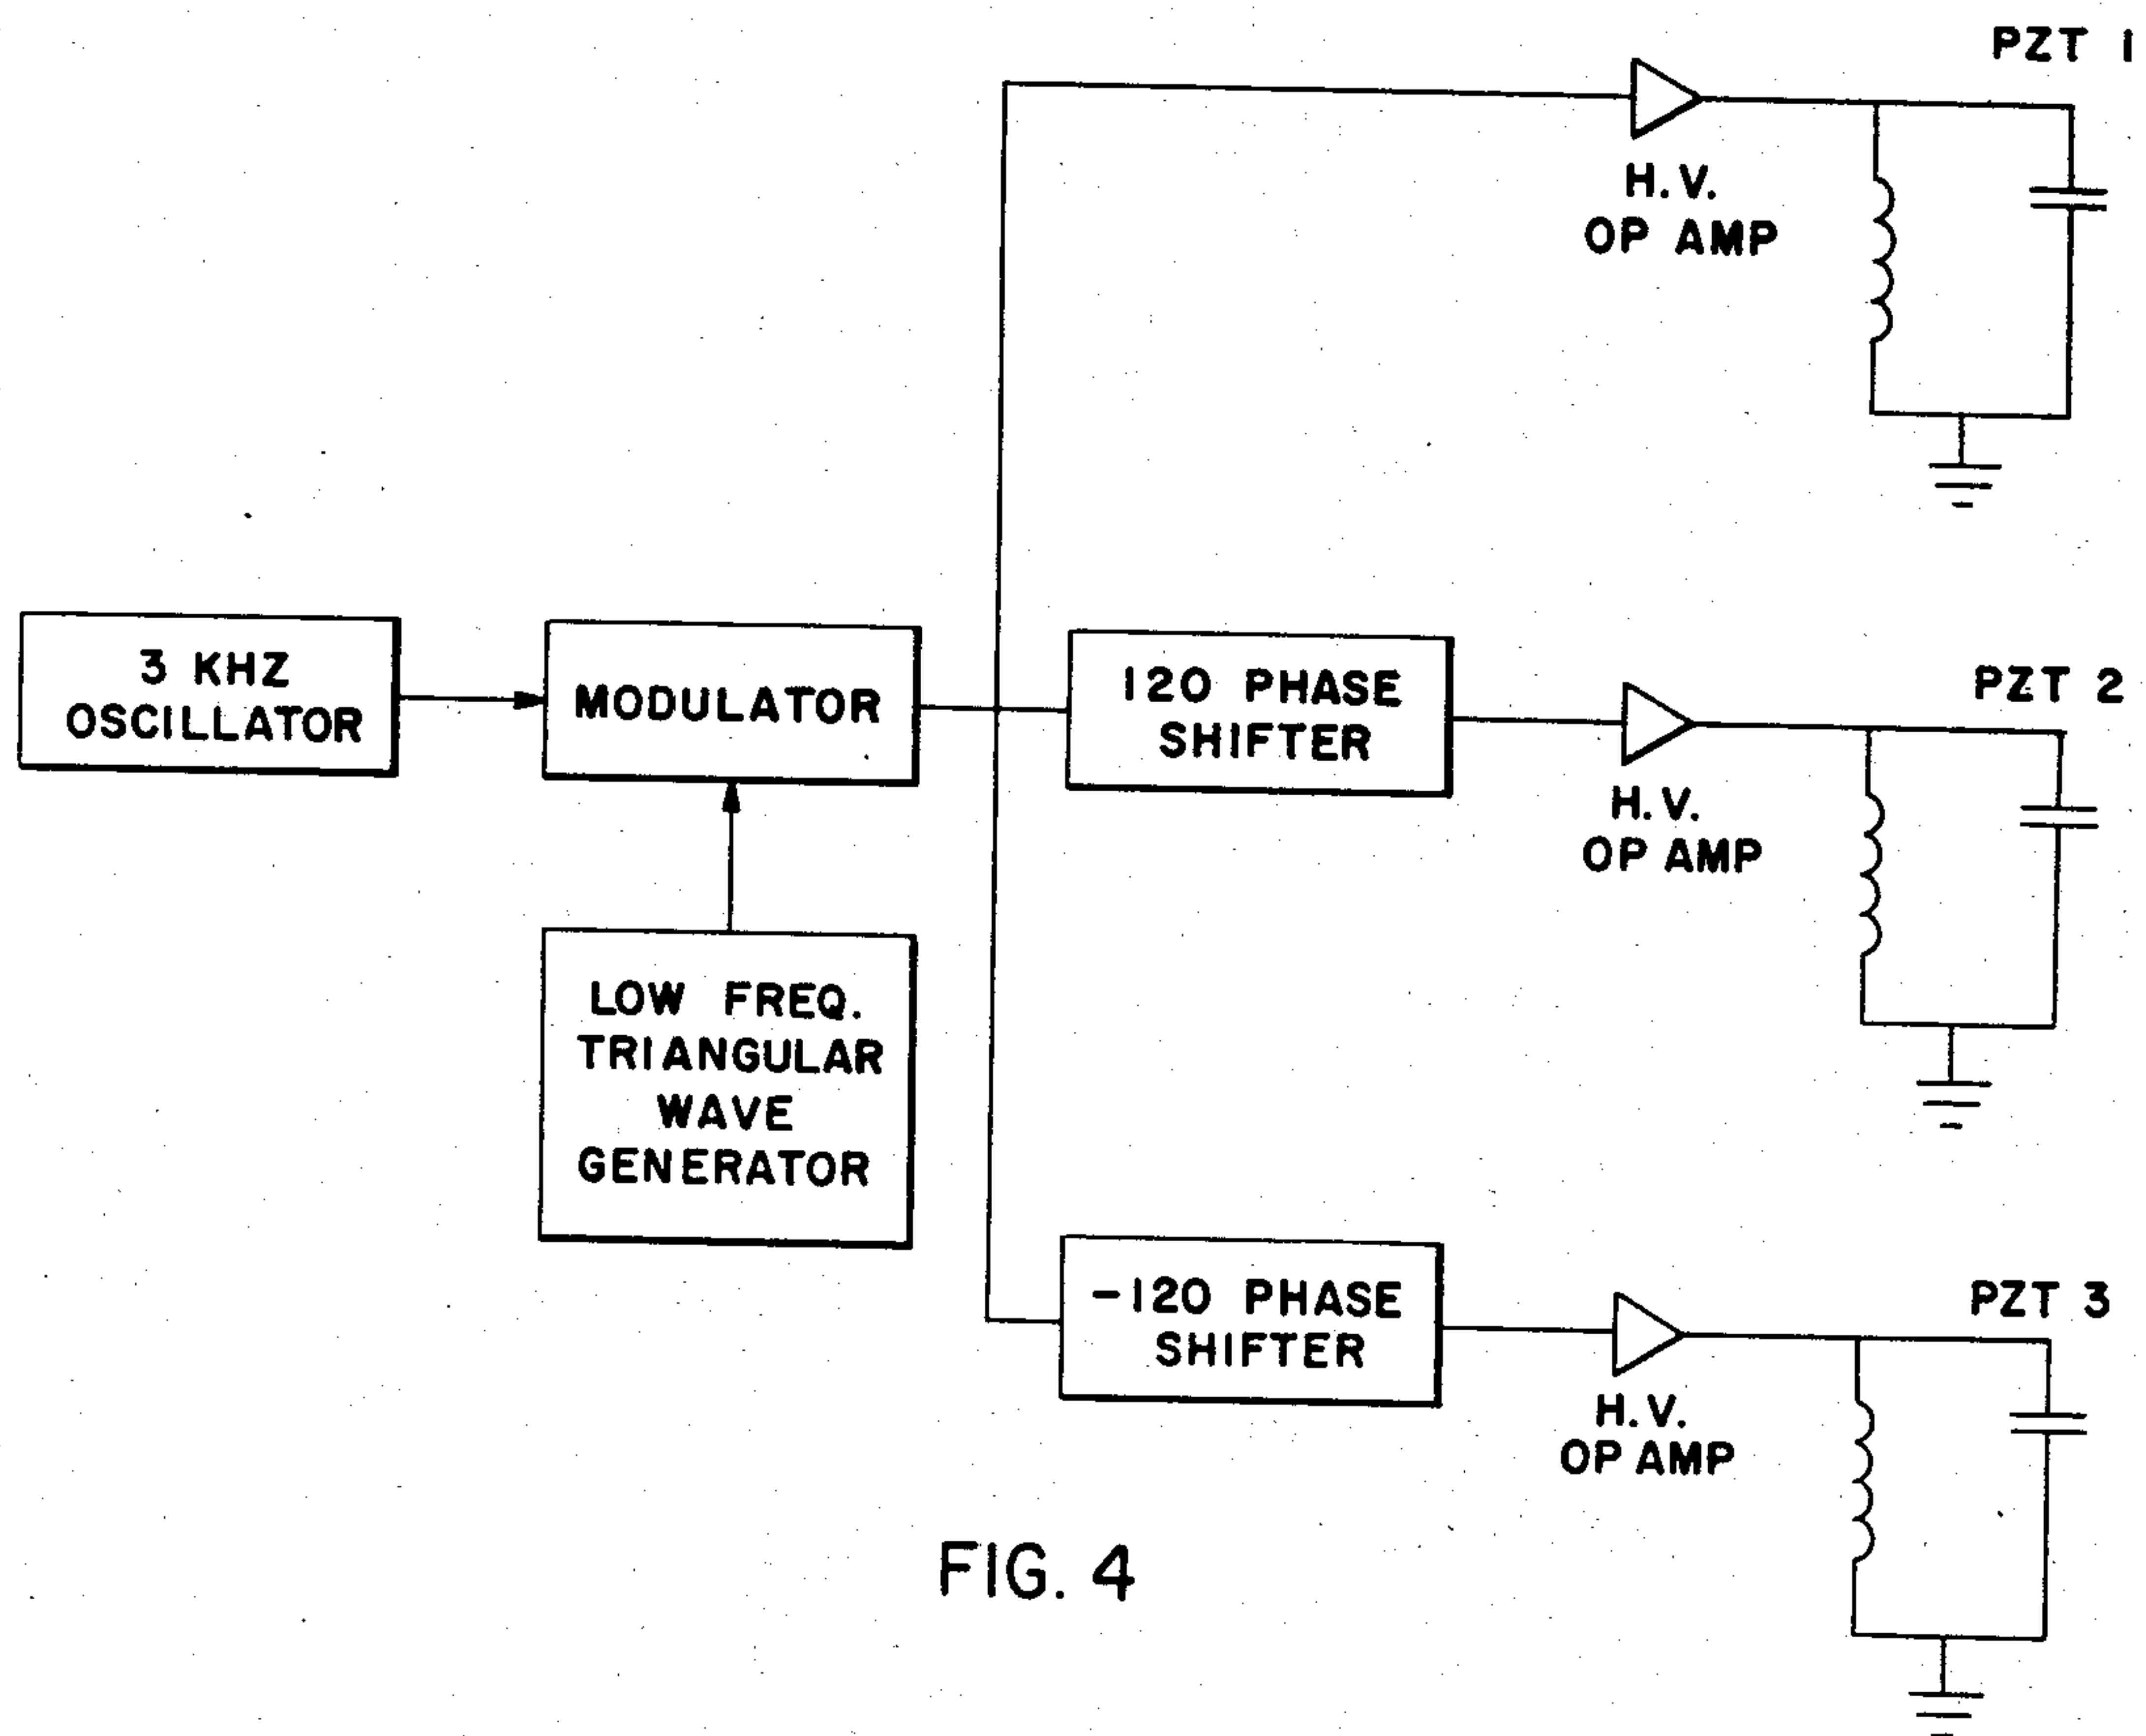 PZT 1
H.V.
OP AMP
3 KHZ
OSCILLATOR
MODULATOR
120 PHASE
SHIFTER
PZT 2
H.V.
OP AMP
LOW FREQ.
TRIANGULAR
WAVE
GENERATOR
-120 PHASE
SHIFTER
PZT 3
H.V.
OP AMP
FIG. 4